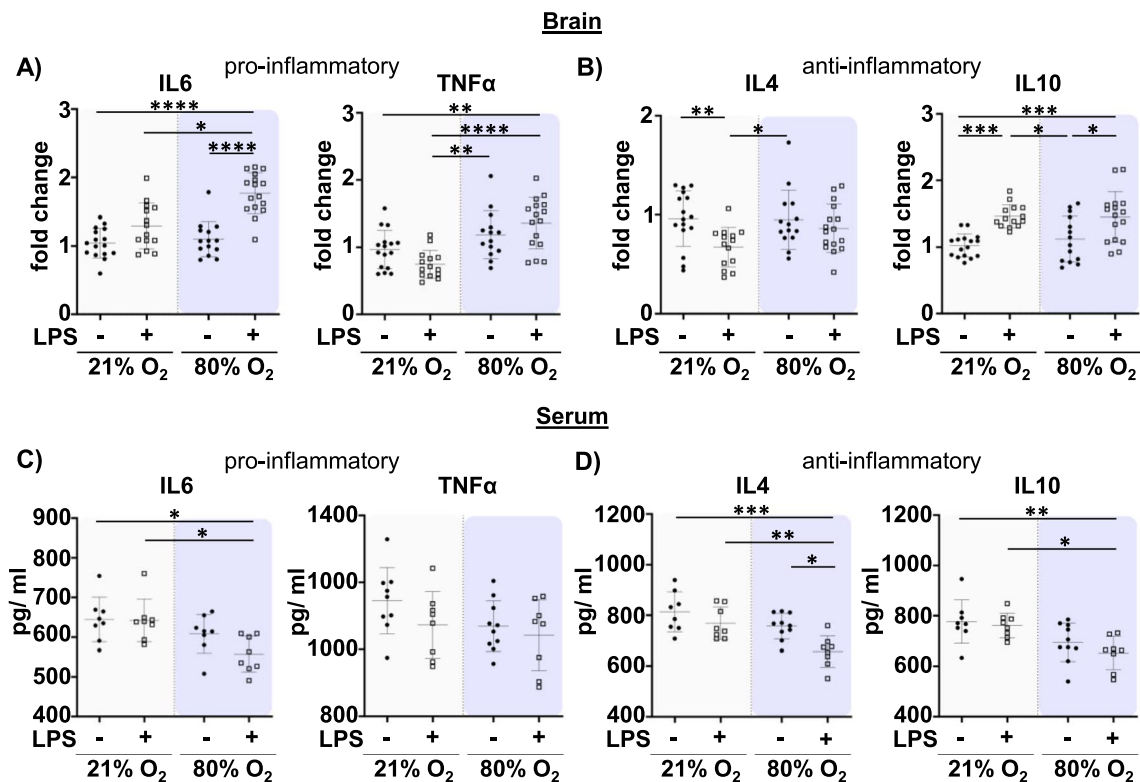 Brain
A) pro-inflammatory B) anti-inflammatory
IL6 TNFα IL4 IL10
fold change fold change fold change fold change
3 3 2 3
2 2 1 2
1 1 0 1
0 0 0
**** ** ** ***
* **** * *** * *
**** **
LPS - + - + - + - + LPS - + - + - + - +
21% O₂ 80% O₂ 21% O₂ 80% O₂ 21% O₂ 80% O₂ 21% O₂ 80% O₂
Serum
C) pro-inflammatory D) anti-inflammatory
IL6 TNFα IL4 IL10
pg/ ml pg/ ml pg/ ml pg/ ml
900 1400 1200 1200
800 1000 1000 1000
700 1000 800 800
600 800 600 600
500 400 400
400
* *** **
* ** *
*
LPS - + - + - + - + LPS - + - + - + - +
21% O₂ 80% O₂ 21% O₂ 80% O₂ 21% O₂ 80% O₂ 21% O₂ 80% O₂